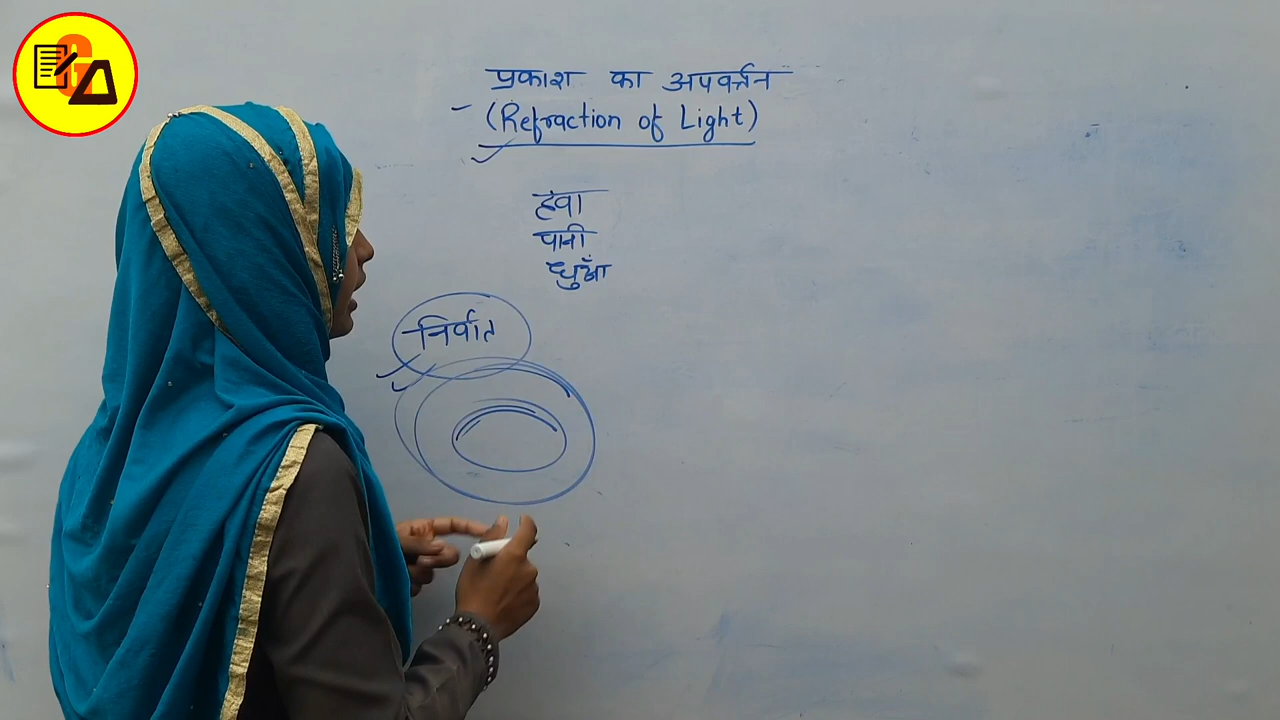 प्रकाश का अपवर्त्तन
(Refraction of Light)
हवा
पानी
धुआँ
निर्वात